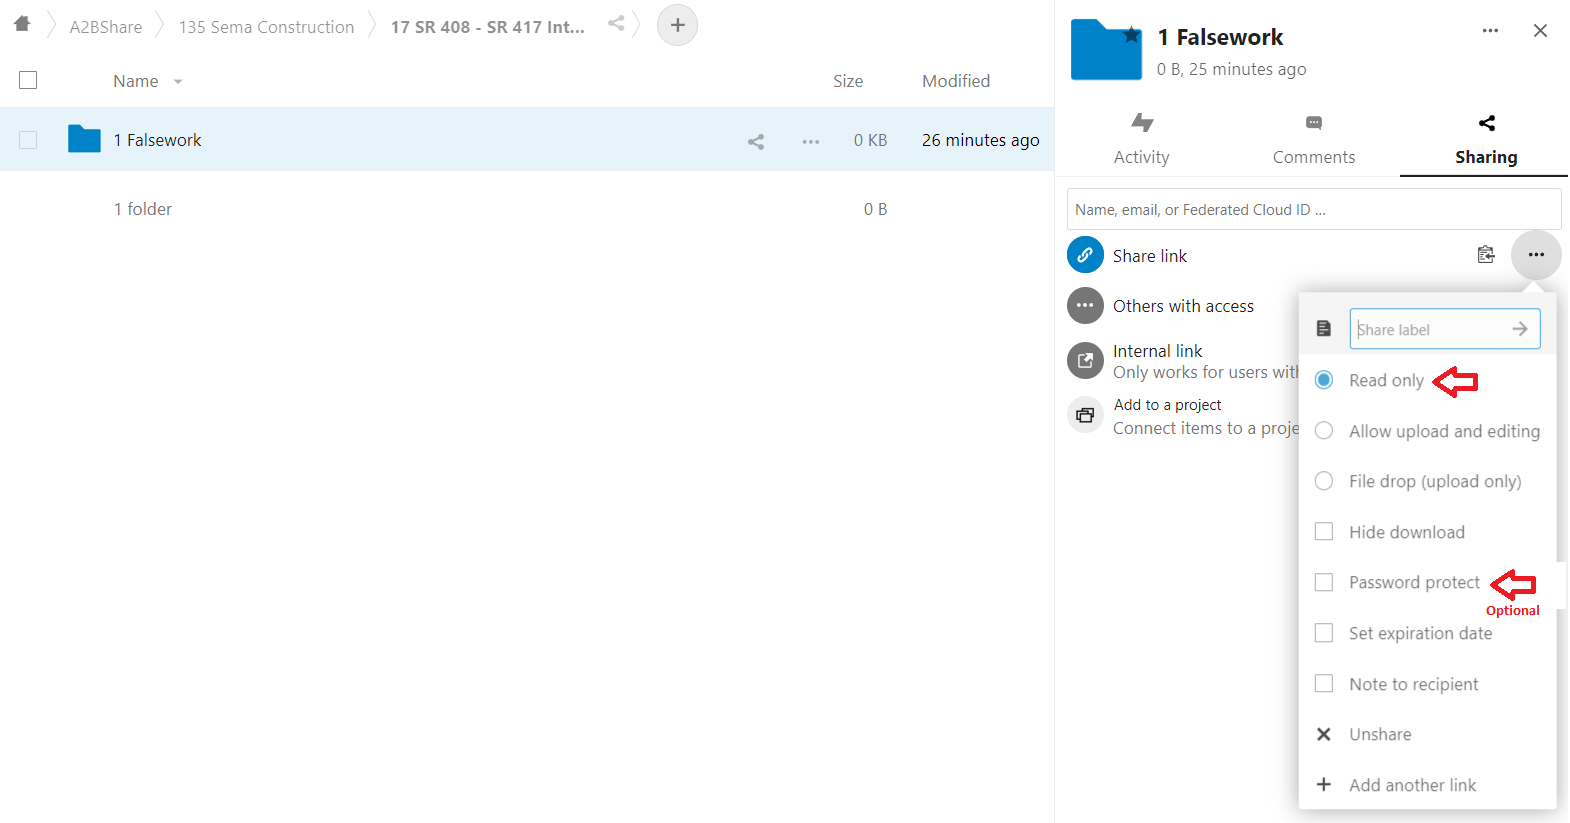 A2BShare
135 Sema Construction
17 SR 408 - SR 417 Int...
Name
Size
Modified
1 Falsework
0 KB
26 minutes ago
1 folder
0 B
1 Falsework
0 B, 25 minutes ago
Activity
Comments
Sharing
Name, email, or Federated Cloud ID ...
Share link
Others with access
Internal link
Only works for users with
Add to a project
Connect items to a proje
Share label
Read only
Allow upload and editing
File drop (upload only)
Hide download
Password protect
Optional
Set expiration date
Note to recipient
Unshare
Add another link